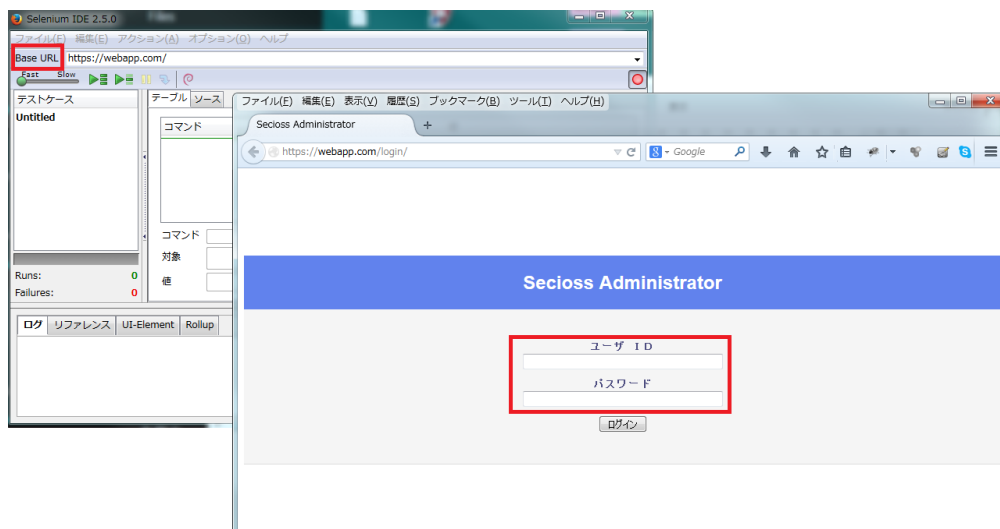 Selenium IDE 2.5.0
ファイル(F) 編集(E) アクション(A) オプション(O) ヘルプ
Base URL https://webapp.com/
Fast Slow
テストケース
Untitled
テーブル ソース
コマンド
コマンド
対象
値
Runs: 0
Failures: 0
ログ リファレンス UI-Element Rollup
ファイル(F) 編集(E) 表示(V) 履歴(S) ブックマーク(B) ツール(T) ヘルプ(H)
Secioss Administrator +
https://webapp.com/login/
Google
Secioss Administrator
ユーザ ID
パスワード
ログイン